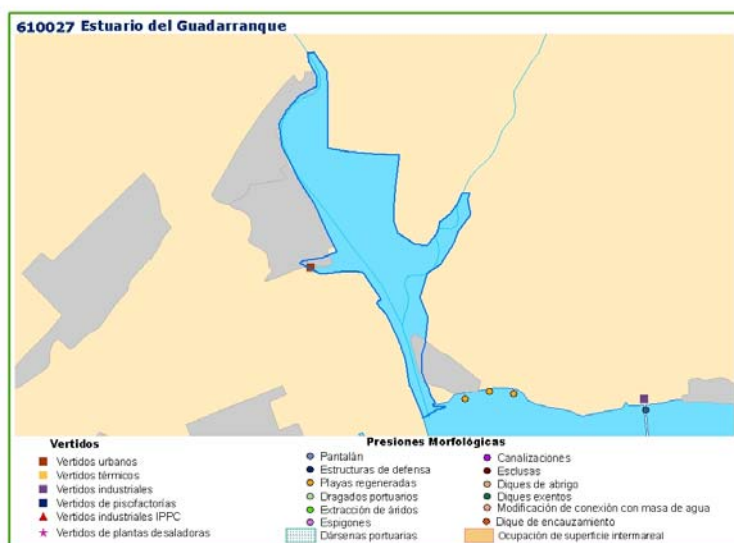 610027 Estuario del Guadarranque
Vertidos
Vertidos urbanos
Vertidos térmicos
Vertidos industriales
Vertidos de piscifactorías
Vertidos industriales IPPC
Vertidos de plantas desaladoras
Presiones Morfológicas
Pantalán
Estructuras de defensa
Playas regeneradas
Dragados portuarios
Extracción de áridos
Espigones
Dársenas portuarias
Canalizaciones
Esclusas
Diques de abrigo
Diques exentos
Modificación de conexión con masa de agua
Dique de encauzamiento
Ocupación de superficie intermareal